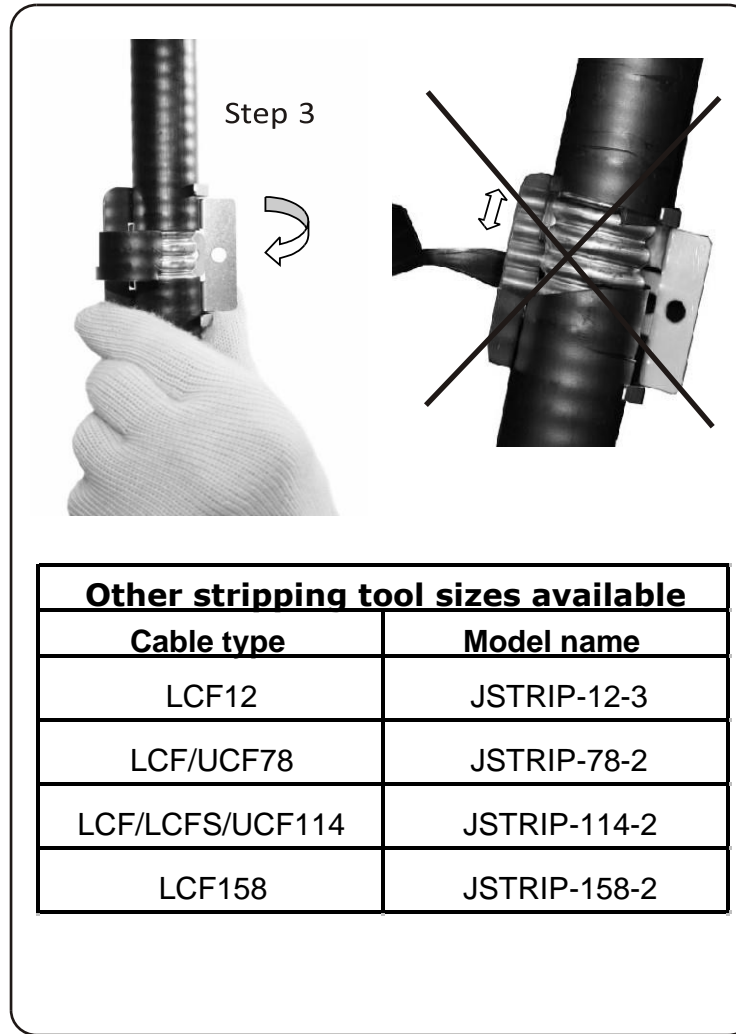 Step 3
Other stripping tool sizes available
Cable type Model name
LCF12 JSTRIP-12-3
LCF/UCF78 JSTRIP-78-2
LCF/LCFS/UCF114 JSTRIP-114-2
LCF158 JSTRIP-158-2